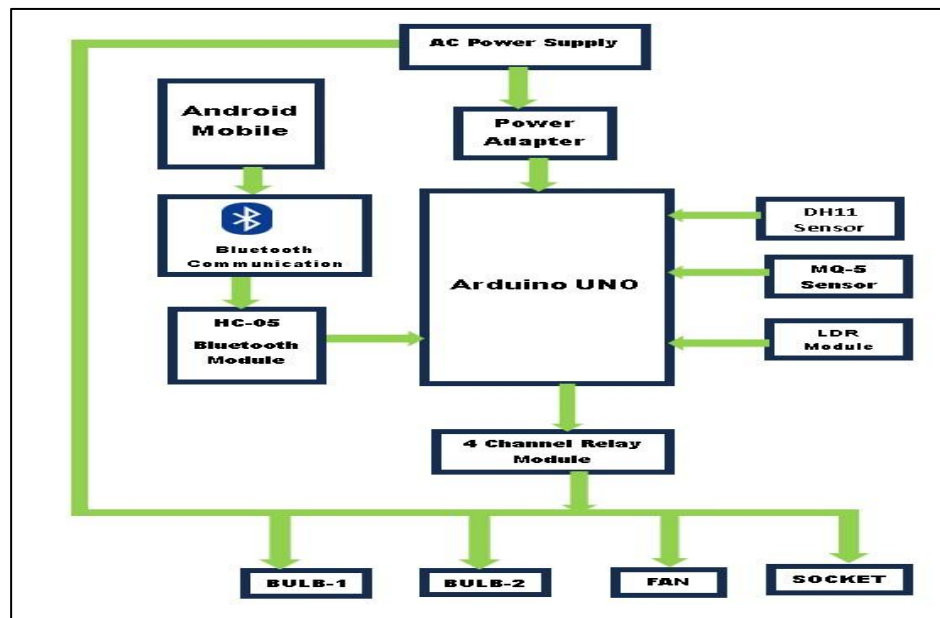 AC Power Supply
Android
Mobile
Power
Adapter
Bluetooth
Communication
DH11
Sensor
Arduino UNO
MQ-5
Sensor
HC-05
Bluetooth
Module
LDR
Module
4 Channel Relay
Module
BULB-1
BULB-2
FAN
SOCKET